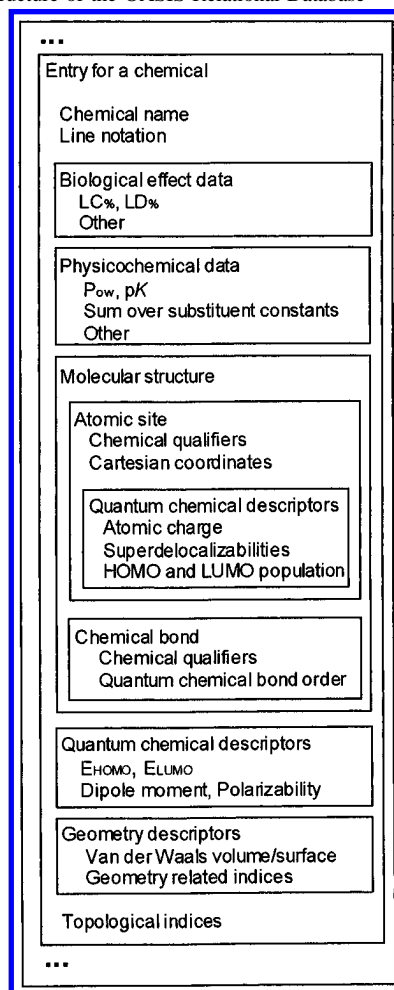 ...
Entry for a chemical
Chemical name
Line notation
Biological effect data
LC%, LD%
Other
Physicochemical data
Pow, pK
Sum over substituent constants
Other
Molecular structure
Atomic site
Chemical qualifiers
Cartesian coordinates
Quantum chemical descriptors
Atomic charge
Superdelocalizabilities
HOMO and LUMO population
Chemical bond
Chemical qualifiers
Quantum chemical bond order
Quantum chemical descriptors
EHOMO, ELUMO
Dipole moment, Polarizability
Geometry descriptors
Van der Waals volume/surface
Geometry related indices
Topological indices
...